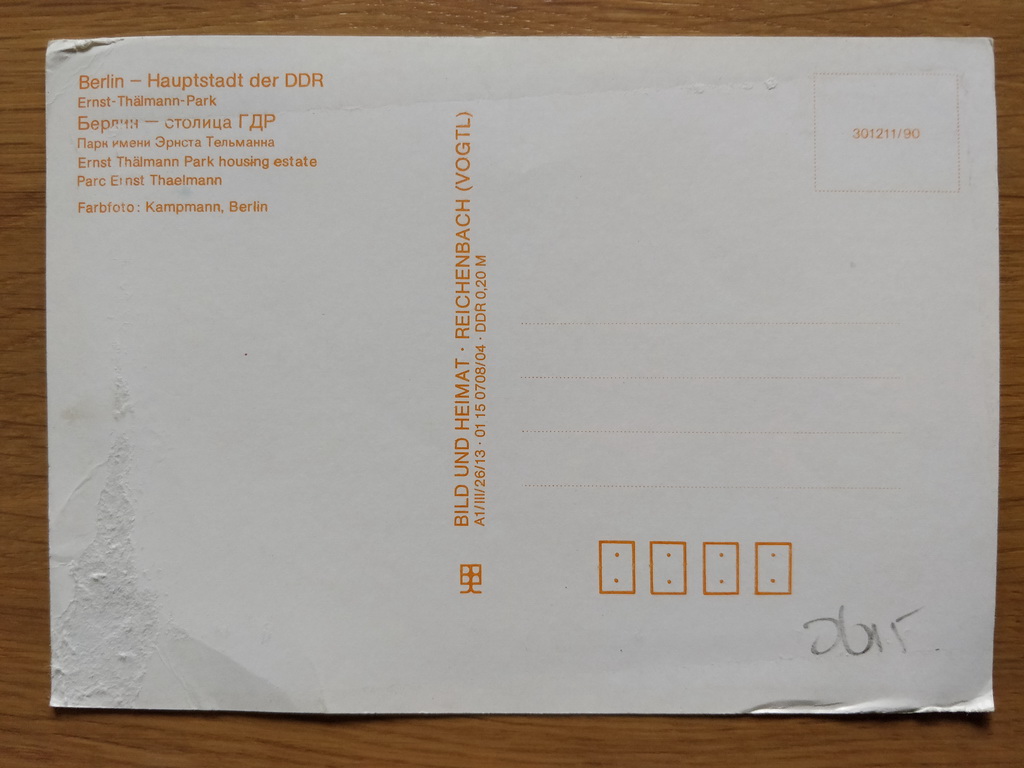 Berlin – Hauptstadt der DDR
Ernst-Thälmann-Park
Берлин — столица ГДР
Парк имени Эрнста Тельманна
Ernst Thälmann Park housing estate
Parc Ernst Thaelmann
Farbfoto: Kampmann, Berlin
BILD UND HEIMAT · REICHENBACH (VOGTL)
A1/III/26/13 · 01 15 0708/04 · DDR 0,20 M
301211/90